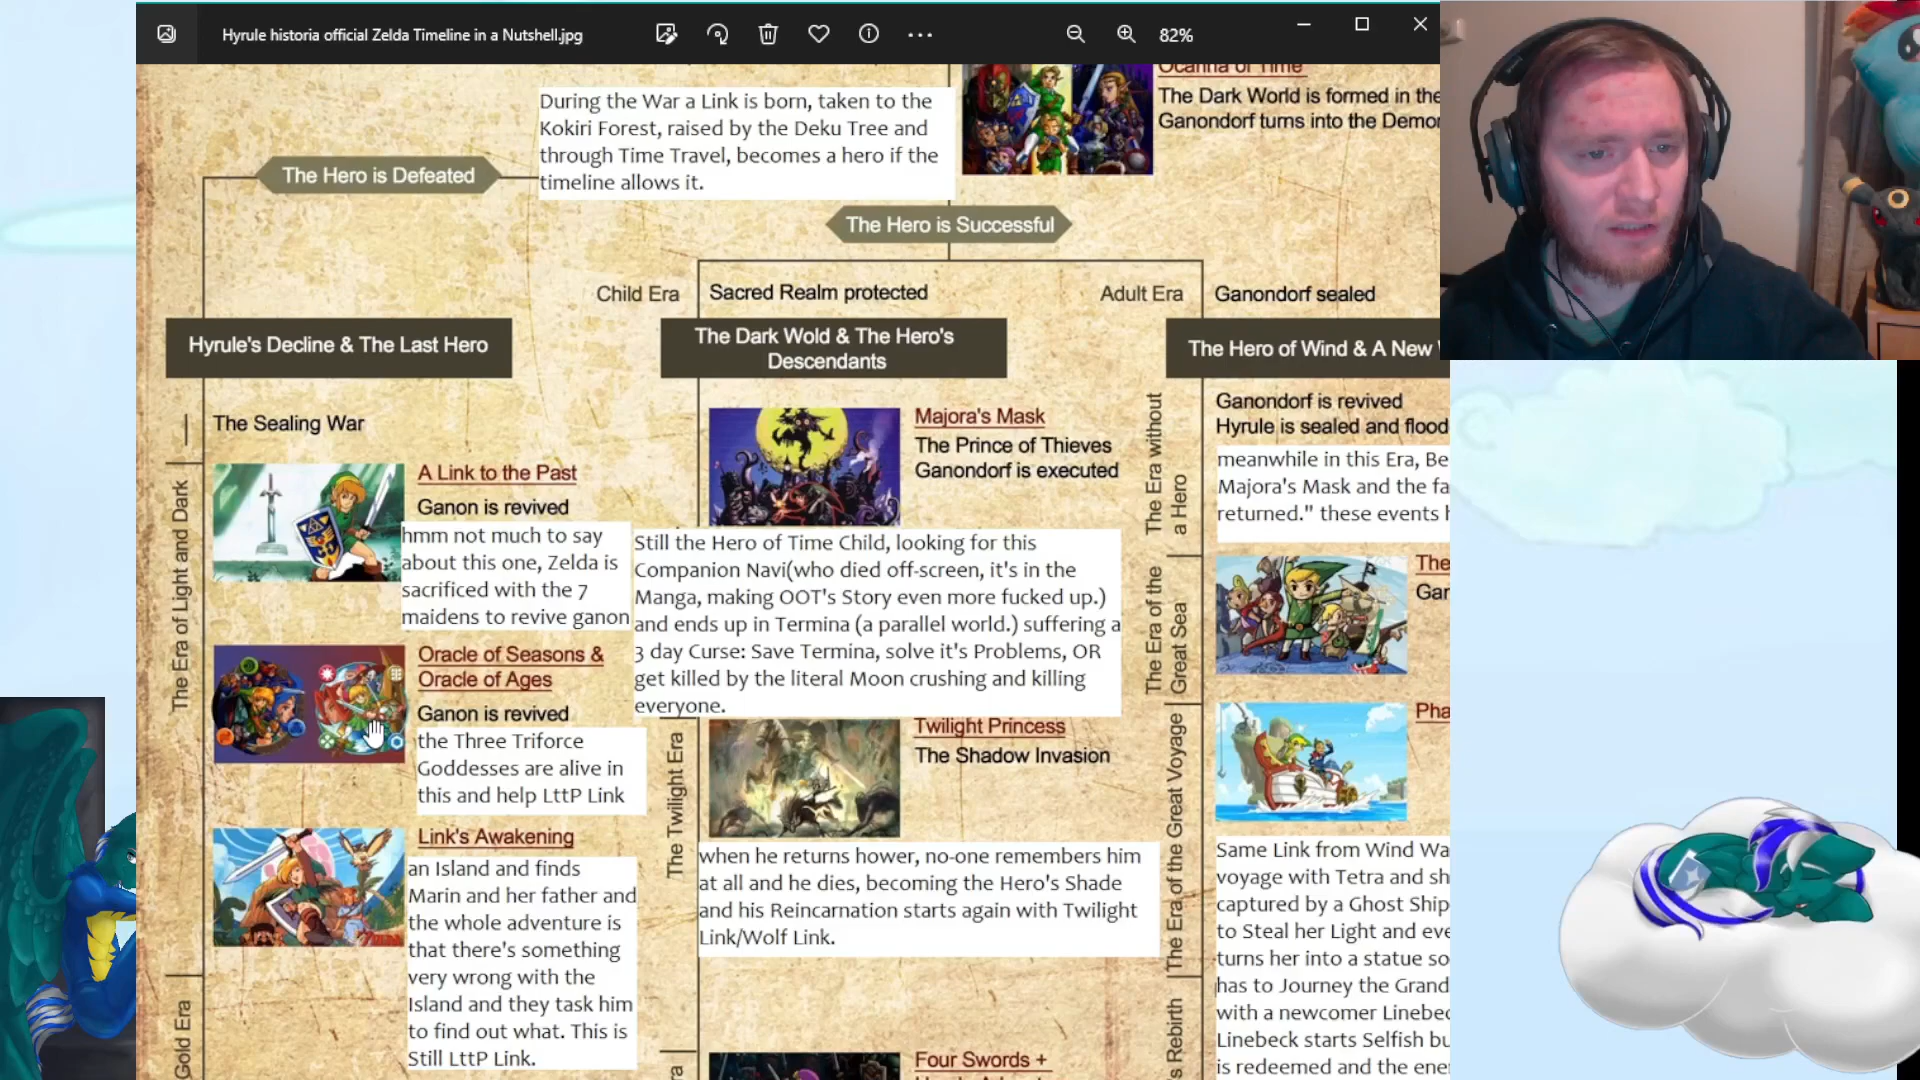 Hyrule historia official Zelda Timeline in a Nutshell.jpg
82%
During the War a Link is born, taken to the
Kokiri Forest, raised by the Deku Tree and
through Time Travel, becomes a hero if the
timeline allows it.
Ocarina of Time
The Dark World is formed in the
Ganondorf turns into the Demon
The Hero is Defeated
The Hero is Successful
Child Era
Sacred Realm protected
Adult Era
Ganondorf sealed
Hyrule's Decline & The Last Hero
The Dark Wold & The Hero's
Descendants
The Hero of Wind & A New
The Era of Light and Dark
The Sealing War
A Link to the Past
Ganon is revived
hmm not much to say
about this one, Zelda is
sacrificed with the 7
maidens to revive ganon
Oracle of Seasons &
Oracle of Ages
Ganon is revived
the Three Triforce
Goddesses are alive in
this and help LttP Link
Link's Awakening
an Island and finds
Marin and her father and
the whole adventure is
that there's something
very wrong with the
Island and they task him
to find out what. This is
Still LttP Link.
Gold Era
Majora's Mask
The Prince of Thieves
Ganondorf is executed
Still the Hero of Time Child, looking for this
Companion Navi(who died off-screen, it's in the
Manga, making OOT's Story even more fucked up.)
and ends up in Termina (a parallel world.) suffering a
3 day Curse: Save Termina, solve it's Problems, OR
get killed by the literal Moon crushing and killing
everyone.
The Twilight Era
Twilight Princess
The Shadow Invasion
when he returns hower, no-one remembers him
at all and he dies, becoming the Hero's Shade
and his Reincarnation starts again with Twilight
Link/Wolf Link.
Four Swords +
The Era without
a Hero
Ganondorf is revived
Hyrule is sealed and flood
meanwhile in this Era, Be
Majora's Mask and the fa
returned." these events h
The Era of the
Great Sea
The
Gan
The Era of the Great Voyage
Pha
Same Link from Wind Wa
voyage with Tetra and sh
captured by a Ghost Ship
to Steal her Light and eve
turns her into a statue so
has to Journey the Grand
with a newcomer Linebec
Linebeck starts Selfish bu
is redeemed and the ene
's Rebirth